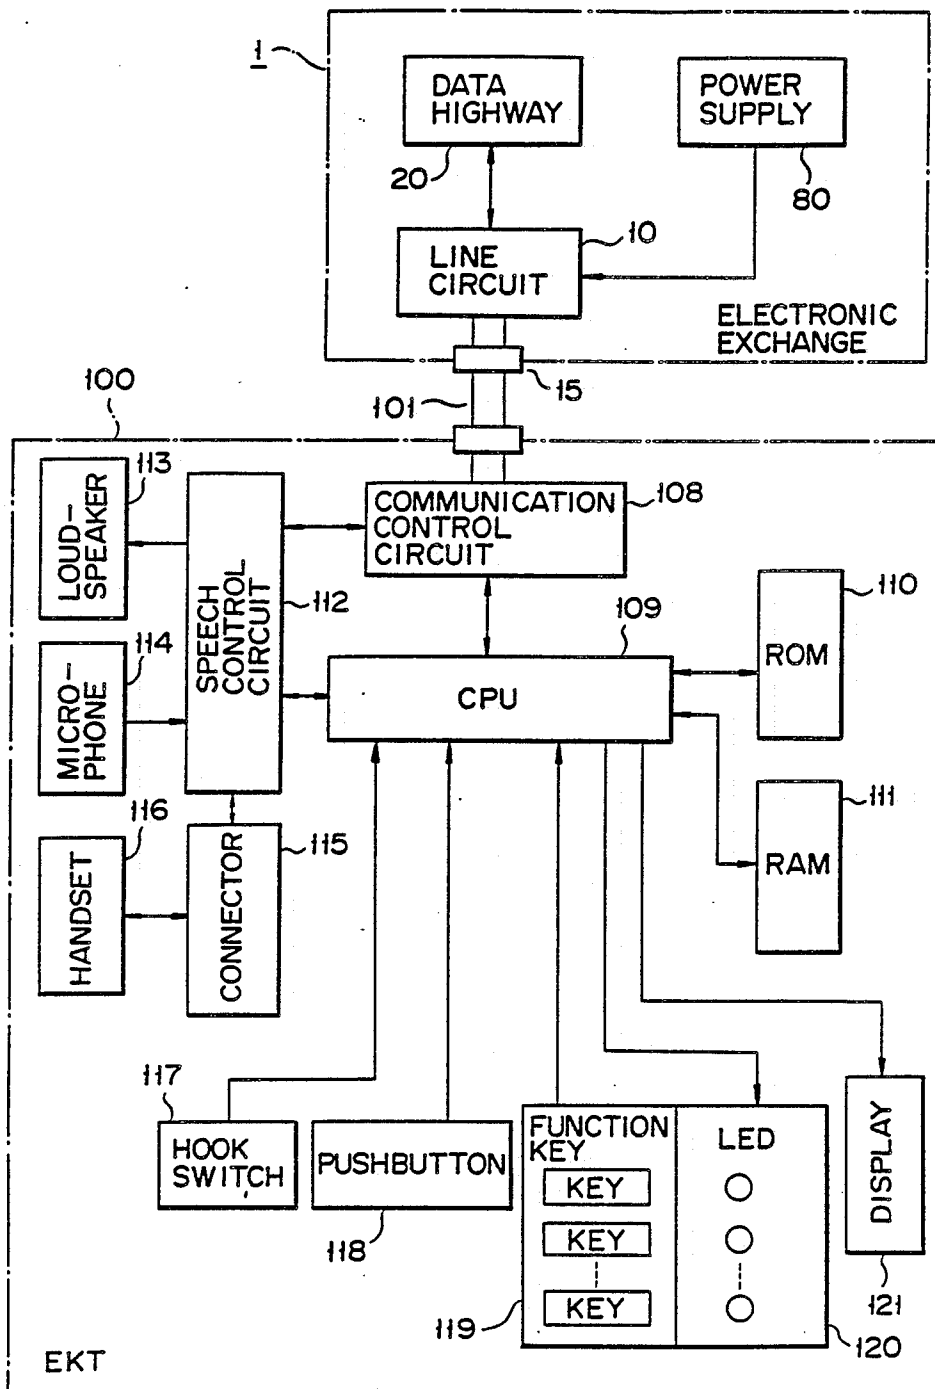 1
DATA
HIGHWAY
20
POWER
SUPPLY
80
10
LINE
CIRCUIT
ELECTRONIC
EXCHANGE
15
101
100
113
LOUD-
SPEAKER
114
MICRO-
PHONE
116
HANDSET
SPEECH
CONTROL
CIRCUIT
112
CONNECTOR
115
COMMUNICATION
CONTROL
CIRCUIT
108
109
CPU
110
ROM
111
RAM
117
HOOK
SWITCH
PUSHBUTTON
118
FUNCTION
KEY
KEY
KEY
KEY
119
LED
120
DISPLAY
121
EKT